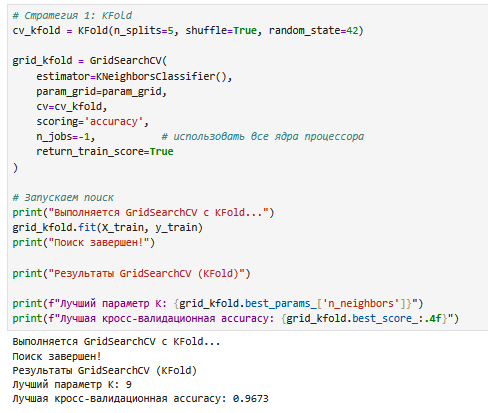 # Стратегия 1: KFold
cv_kfold = KFold(n_splits=5, shuffle=True, random_state=42)

grid_kfold = GridSearchCV(
    estimator=KNeighborsClassifier(),
    param_grid=param_grid,
    cv=cv_kfold,
    scoring='accuracy',
    n_jobs=-1,          # использовать все ядра процессора
    return_train_score=True
)

# Запускаем поиск
print("Выполняется GridSearchCV с KFold...")
grid_kfold.fit(X_train, y_train)
print("Поиск завершен!")

print("Результаты GridSearchCV (KFold)")

print(f"Лучший параметр K: {grid_kfold.best_params_['n_neighbors']}")
print(f"Лучшая кросс-валидационная accuracy: {grid_kfold.best_score_:.4f}")
Выполняется GridSearchCV с KFold...
Поиск завершен!
Результаты GridSearchCV (KFold)
Лучший параметр K: 9
Лучшая кросс-валидационная accuracy: 0.9673